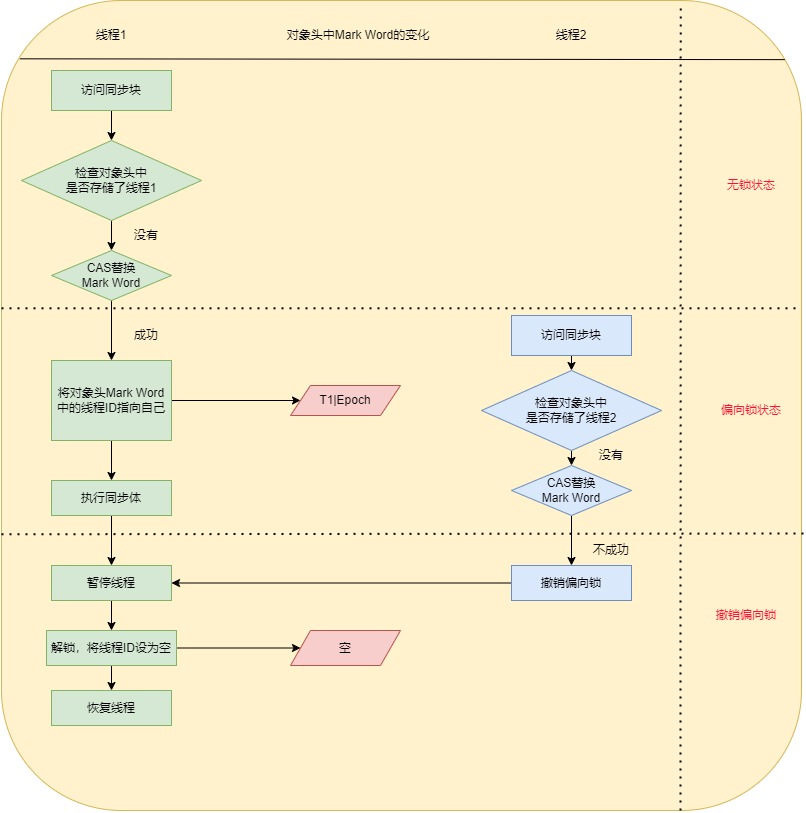 线程1
对象头中Mark Word的变化
线程2
访问同步块
检查对象头中
是否存储了线程1
无锁状态
没有
CAS替换
Mark Word
成功
访问同步块
将对象头Mark Word
中的线程ID指向自己
T1|Epoch
检查对象头中
是否存储了线程2
偏向锁状态
没有
CAS替换
Mark Word
执行同步体
不成功
暂停线程
撤销偏向锁
撤销偏向锁
解锁，将线程ID设为空
空
恢复线程